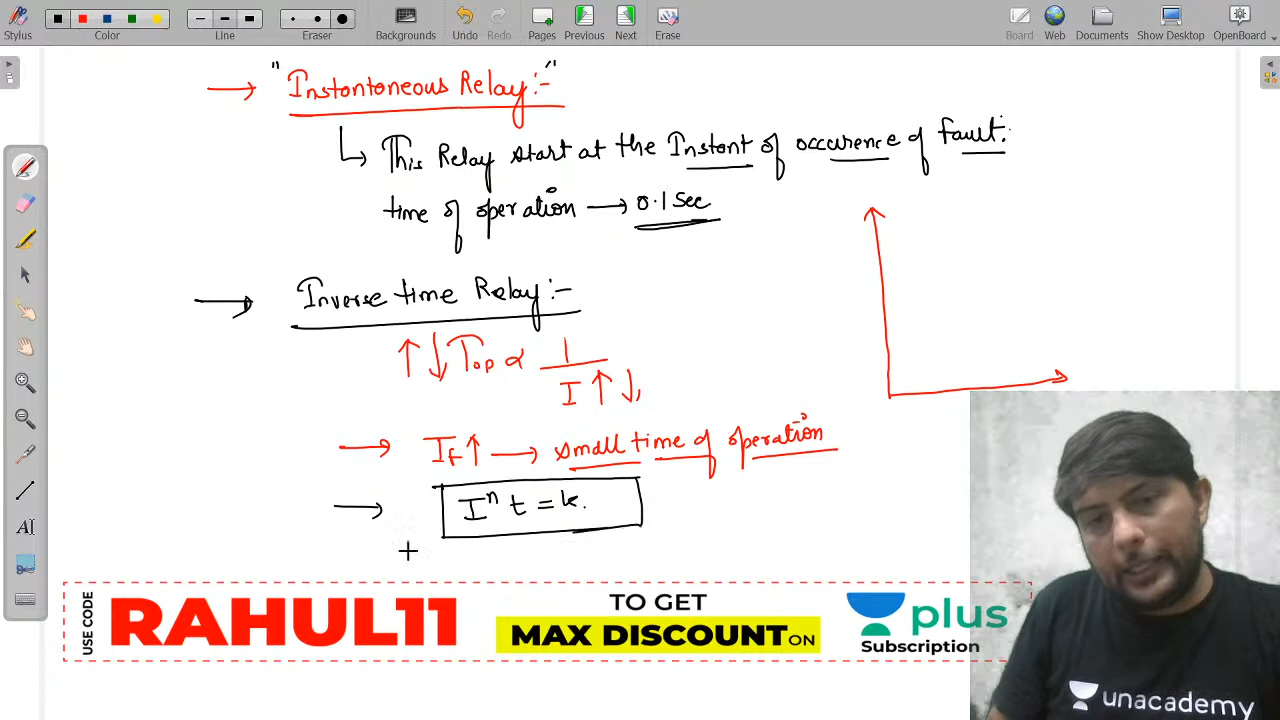 Stylus
Color
Line
Eraser
Backgrounds
Undo
Redo
Page
Previous
Next
Erase
Board
Web
Documents
Show Desktop
OpenBoard
→ "Instontoneous Relay:-"
↳ This Relay start at the Instont of occurence of fault:
time of operation → 0.1 Sec
→ Inverse time Relay:-
↑ ↓ Top ∝ 1/I ↑ ↓
→ If ↑ → small time of operation
→ Iⁿ t = k.
USE CODE
RAHUL11
TO GET
MAX DISCOUNT ON
plus
Subscription
unacademy